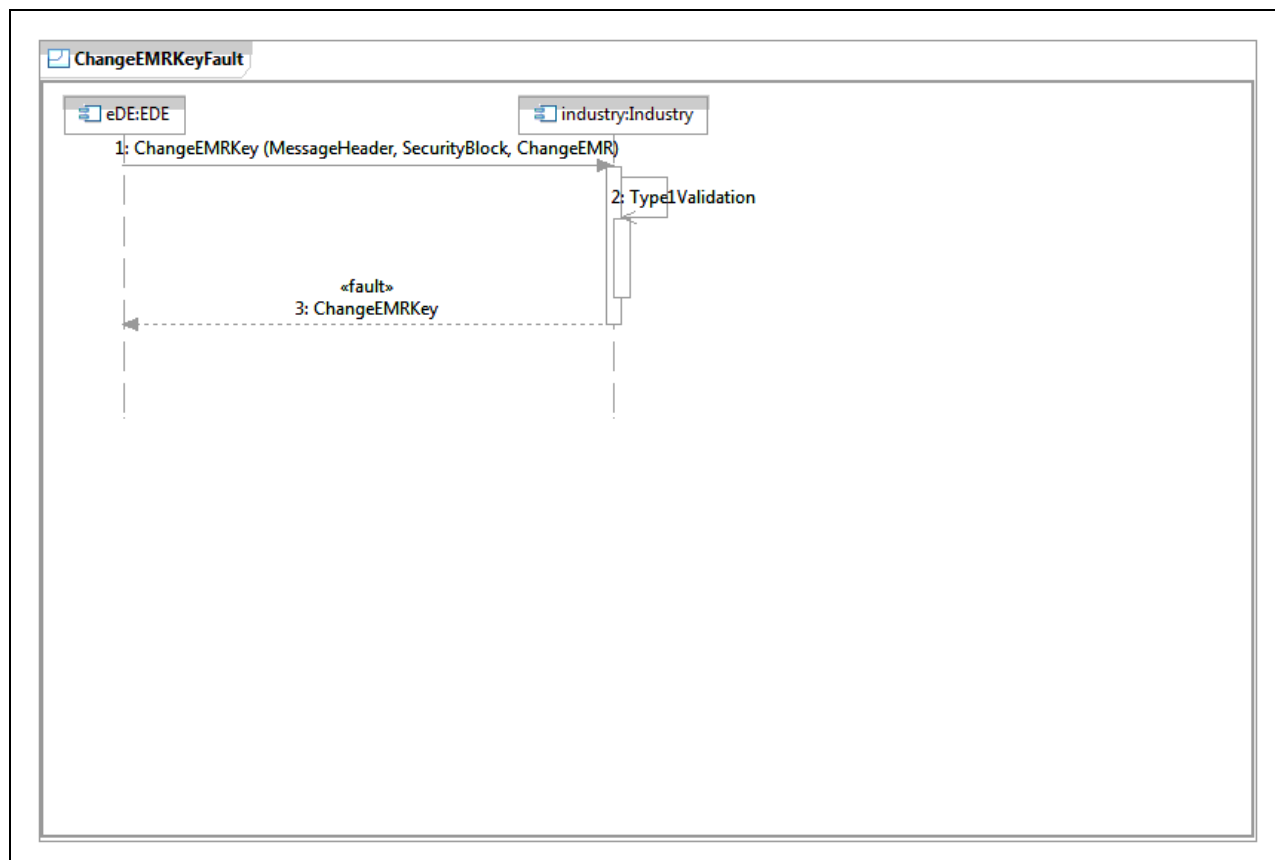 ChangeEMRKeyFault
eDE:EDE
industry:Industry
1: ChangeEMRKey (MessageHeader, SecurityBlock, ChangeEMR)
2: Type1Validation
«fault»
3: ChangeEMRKey